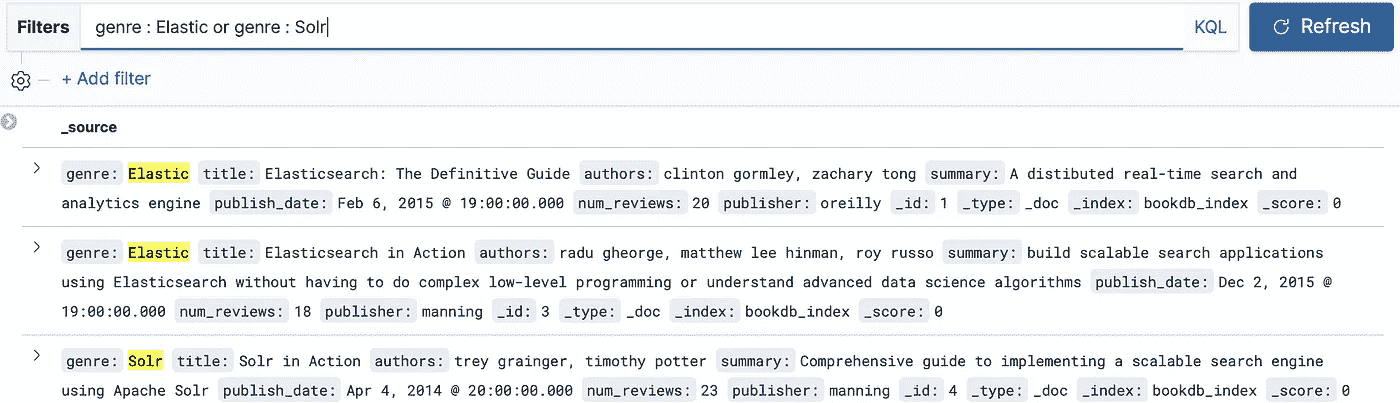 Filters genre : Elastic or genre : Solr KQL Refresh
+ Add filter
_source
genre: Elastic title: Elasticsearch: The Definitive Guide authors: clinton gormley, zachary tong summary: A distibuted real-time search and
analytics engine publish_date: Feb 6, 2015 @ 19:00:00.000 num_reviews: 20 publisher: oreilly _id: 1 _type: _doc _index: bookdb_index _score: 0
genre: Elastic title: Elasticsearch in Action authors: radu gheorge, matthew lee hinman, roy russo summary: build scalable search applications
using Elasticsearch without having to do complex low-level programming or understand advanced data science algorithms publish_date: Dec 2, 2015 @
19:00:00.000 num_reviews: 18 publisher: manning _id: 3 _type: _doc _index: bookdb_index _score: 0
genre: Solr title: Solr in Action authors: trey grainger, timothy potter summary: Comprehensive guide to implementing a scalable search engine
using Apache Solr publish_date: Apr 4, 2014 @ 20:00:00.000 num_reviews: 23 publisher: manning _id: 4 _type: _doc _index: bookdb_index _score: 0